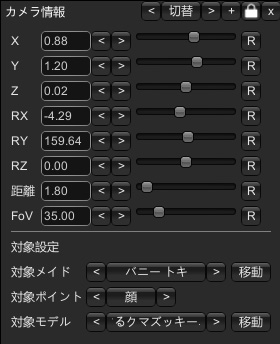 カメラ情報 < 切替 > + x
X 0.88 < > R
Y 1.20 < > R
Z 0.02 < > R
RX -4.29 < > R
RY 159.64 < > R
RZ 0.00 < > R
距離 1.80 < > R
FoV 35.00 < > R
対象設定
対象メイド < バニートキ > 移動
対象ポイント < 顔 >
対象モデル < るクマズッキー. > 移動